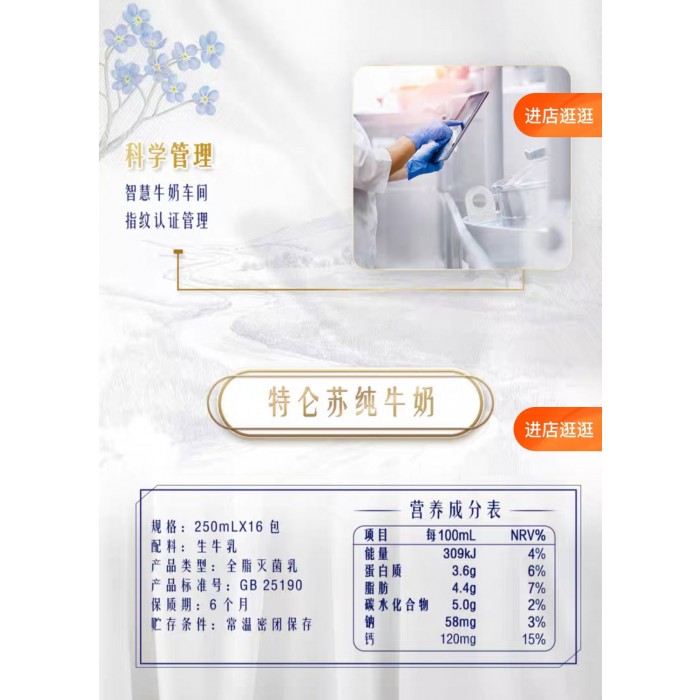 进店逛逛
科学管理
智慧牛奶车间
指纹认证管理
特仑苏纯牛奶
进店逛逛
规格：250mLX16 包
配料：生牛乳
产品类型：全脂灭菌乳
产品标准号：GB 25190
保质期：6 个月
贮存条件：常温密闭保存
营养成分表
项目 每100mL NRV%
能量 309kJ 4%
蛋白质 3.6g 6%
脂肪 4.4g 7%
碳水化合物 5.0g 2%
钠 58mg 3%
钙 120mg 15%